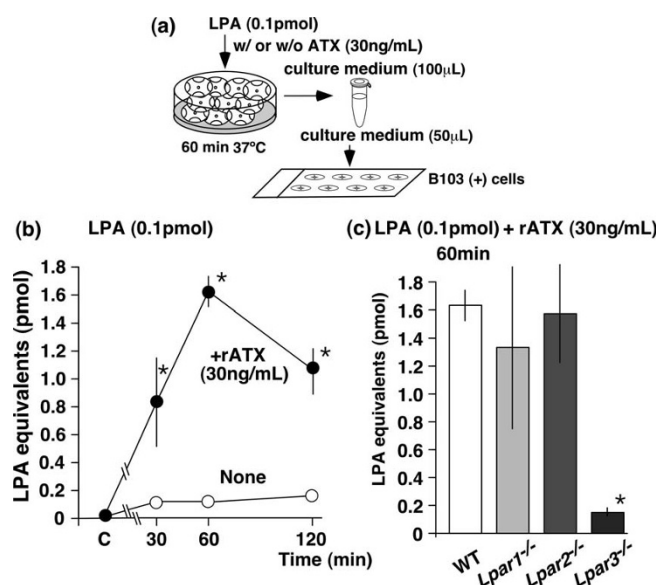 (a)
LPA (0.1pmol)
w/ or w/o ATX (30ng/mL)
culture medium (100μL)
60 min 37°C
culture medium (50μL)
B103 (+) cells
(b) LPA (0.1pmol)
LPA equivalents (pmol)
1.8
1.6
1.4
1.2
1.0
0.8
0.6
0.4
0.2
0
*
*
*
+rATX
(30ng/mL)
None
C 30 60 120
Time (min)
(c) LPA (0.1pmol) + rATX (30ng/mL)
60min
LPA equivalents (pmol)
1.8
1.6
1.4
1.2
1.0
0.8
0.6
0.4
0.2
0
*
WT Lpar1-/- Lpar2-/- Lpar3-/-